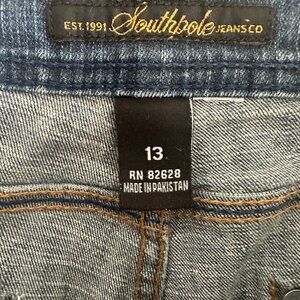 EST. 1991 Southpole JEANS CO
13
RN 82628
MADE IN PAKISTAN